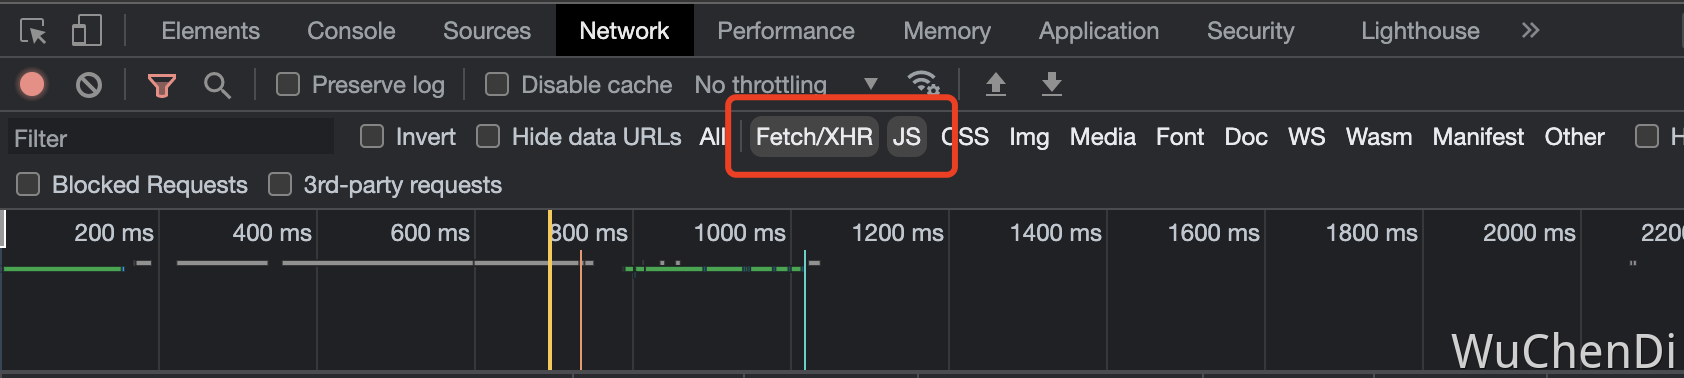 Elements Console Sources Network Performance Memory Application Security Lighthouse
Preserve log Disable cache No throttling
Filter Invert Hide data URLs All Fetch/XHR JS CSS Img Media Font Doc WS Wasm Manifest Other H
Blocked Requests 3rd-party requests
200 ms 400 ms 600 ms 800 ms 1000 ms 1200 ms 1400 ms 1600 ms 1800 ms 2000 ms 2200
WuChenDi